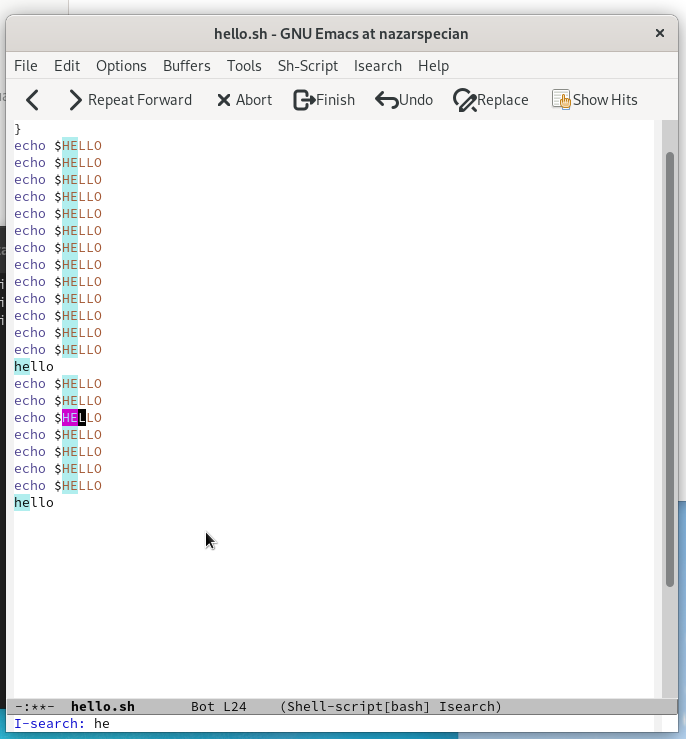 hello.sh - GNU Emacs at nazarspecian
File Edit Options Buffers Tools Sh-Script Isearch Help
Repeat Forward Abort Finish Undo Replace Show Hits
}
echo $HELLO
echo $HELLO
echo $HELLO
echo $HELLO
echo $HELLO
echo $HELLO
echo $HELLO
echo $HELLO
echo $HELLO
echo $HELLO
echo $HELLO
echo $HELLO
echo $HELLO
hello
echo $HELLO
echo $HELLO
echo $HELLO
echo $HELLO
echo $HELLO
echo $HELLO
echo $HELLO
hello
-:**- hello.sh Bot L24 (Shell-script[bash] Isearch)
I-search: he